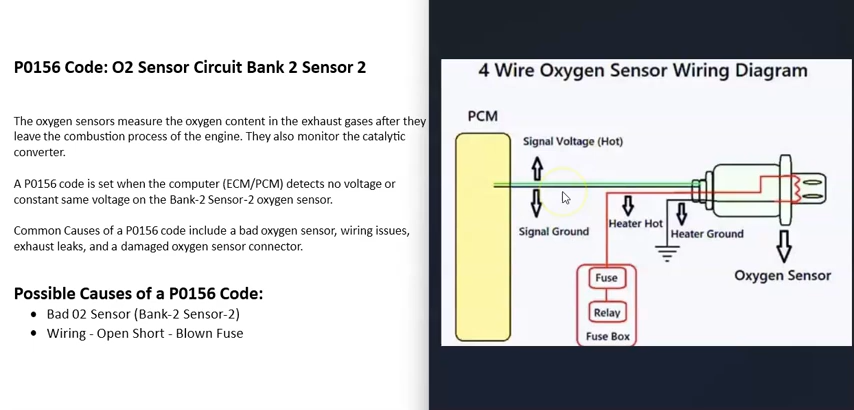 P0156 Code: O2 Sensor Circuit Bank 2 Sensor 2
The oxygen sensors measure the oxygen content in the exhaust gases after they
leave the combustion process of the engine. They also monitor the catalytic
converter.
A P0156 code is set when the computer (ECM/PCM) detects no voltage or
constant same voltage on the Bank-2 Sensor-2 oxygen sensor.
Common Causes of a P0156 code include a bad oxygen sensor, wiring issues,
exhaust leaks, and a damaged oxygen sensor connector.
Possible Causes of a P0156 Code:
• Bad 02 Sensor (Bank-2 Sensor-2)
• Wiring - Open Short - Blown Fuse
4 Wire Oxygen Sensor Wiring Diagram
PCM
Signal Voltage (Hot)
Signal Ground
Heater Hot
Heater Ground
Oxygen Sensor
Fuse
Relay
Fuse Box